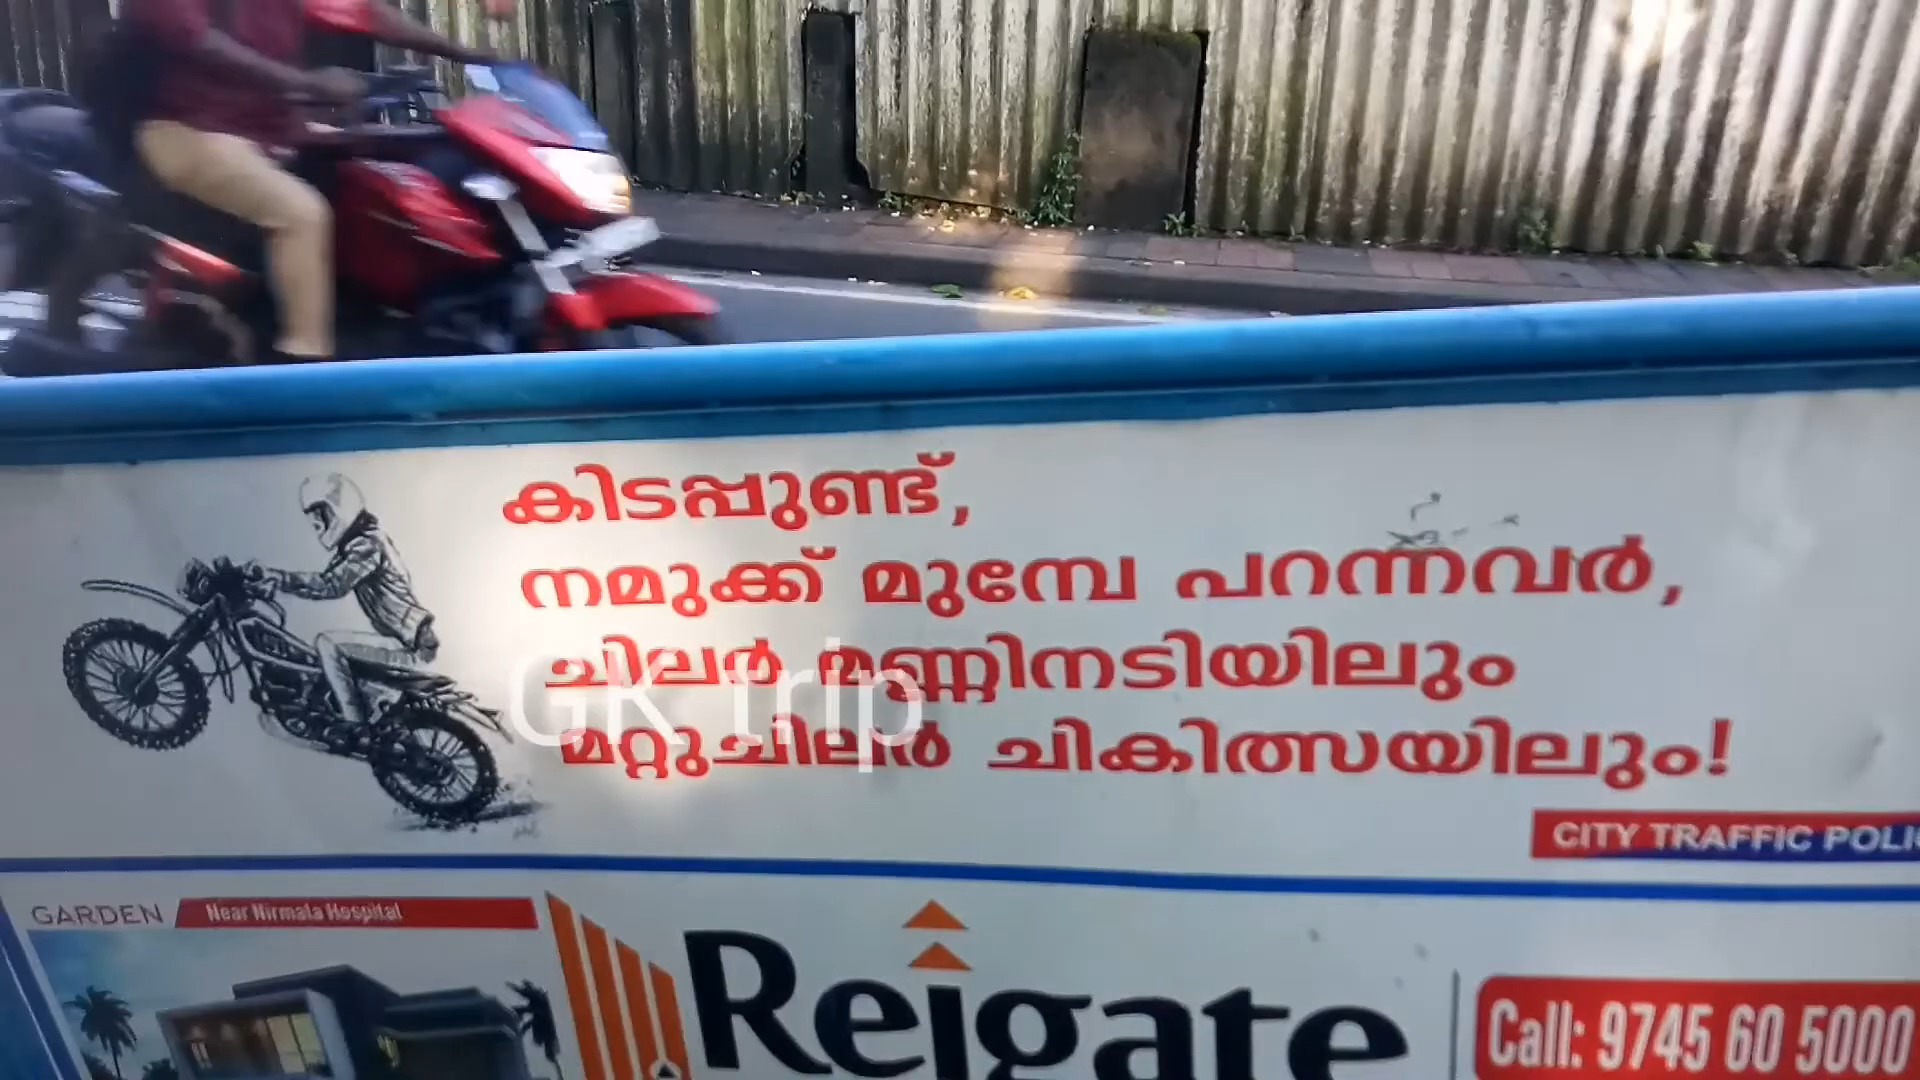 കിടപ്പുണ്ട്,
നമുക്ക് മുമ്പേ പറന്നവർ,
ചിലർ മണ്ണിനടിയിലും
മറ്റുചിലർ ചികിത്സയിലും!
GK trip
CITY TRAFFIC POLIC
GARDEN
Near Nirmala Hospital
Reigate
Call: 9745 60 5000